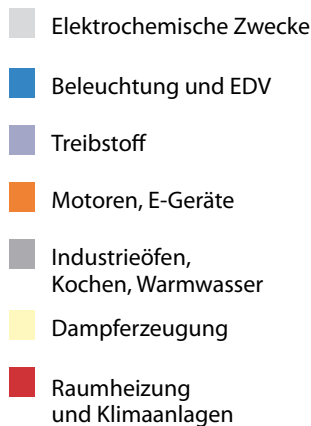 Elektrochemische Zwecke
Beleuchtung und EDV
Treibstoff
Motoren, E-Geräte
Industrieöfen,
Kochen, Warmwasser
Dampferzeugung
Raumheizung
und Klimaanlagen